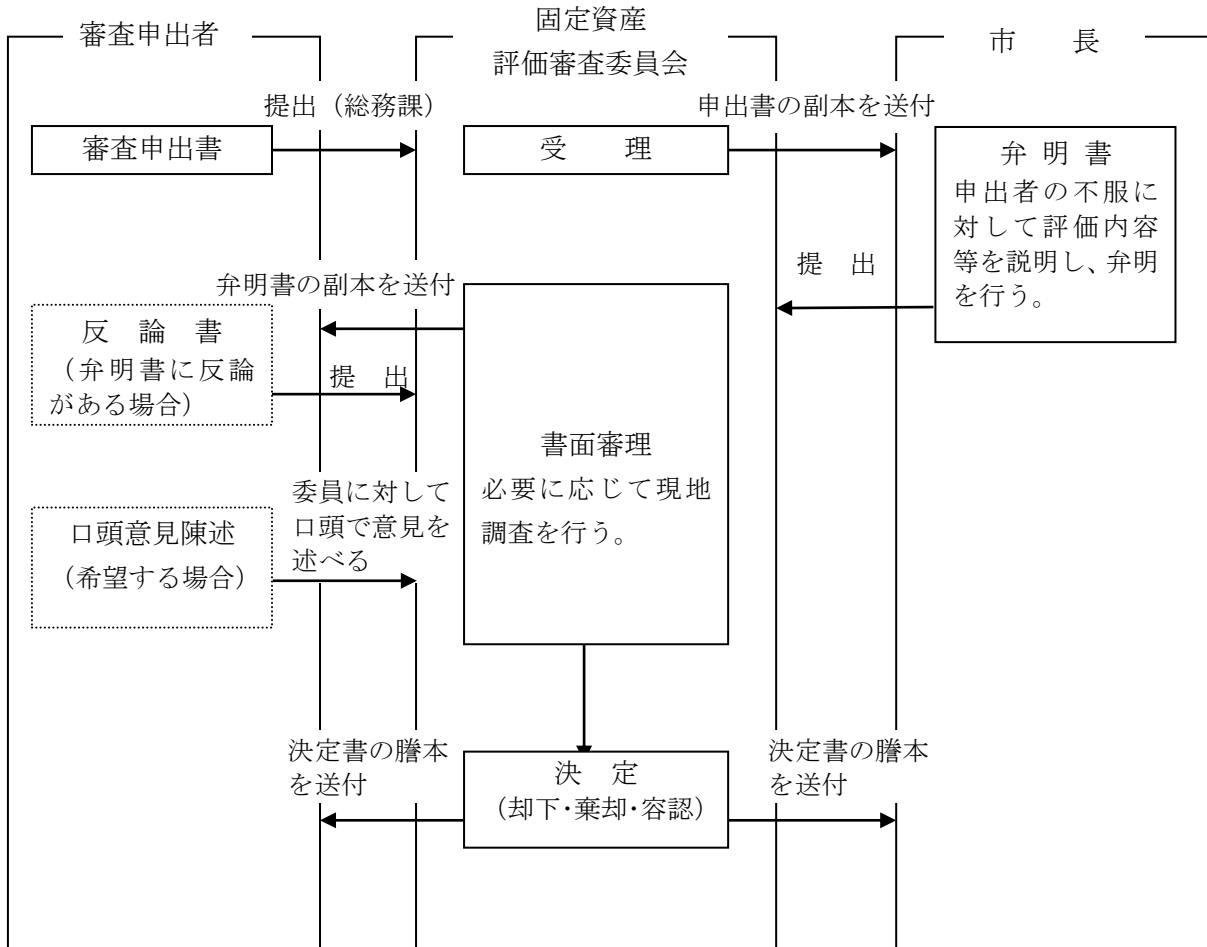 審査申出者
固定資産
評価審査委員会
市　　長
提出（総務課）
申出書の副本を送付
審査申出書
受　　理
弁 明 書
申出者の不服に
対して評価内容
等を説明し、弁明
を行う。
提　出
弁明書の副本を送付
反　論　書
（弁明書に反論
がある場合）
提　出
書面審理
必要に応じて現地
調査を行う。
委員に対して
口頭で意見を
述べる
口頭意見陳述
（希望する場合）
決定書の謄本
を送付
決　定
（却下・棄却・容認）
決定書の謄本
を送付